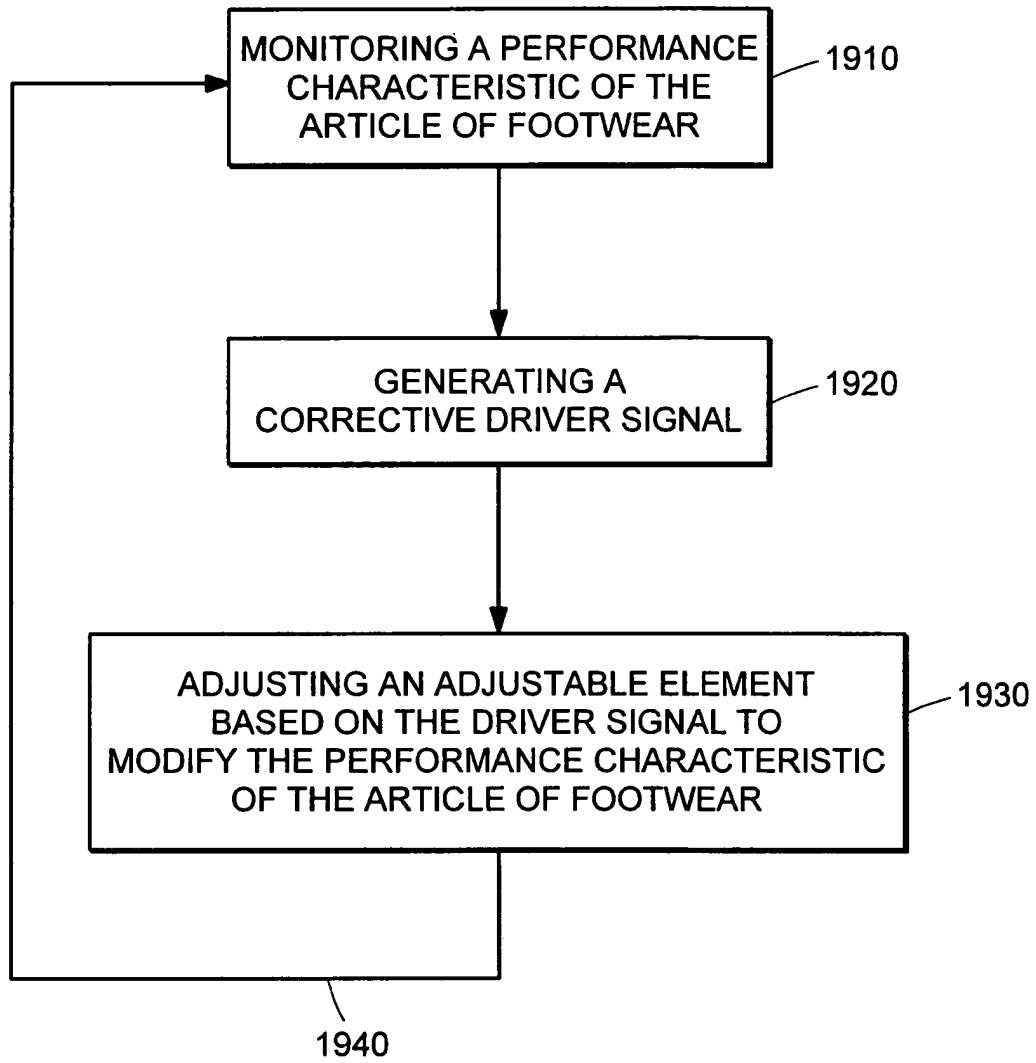 MONITORING A PERFORMANCE
CHARACTERISTIC OF THE
ARTICLE OF FOOTWEAR
1910
GENERATING A
CORRECTIVE DRIVER SIGNAL
1920
ADJUSTING AN ADJUSTABLE ELEMENT
BASED ON THE DRIVER SIGNAL TO
MODIFY THE PERFORMANCE CHARACTERISTIC
OF THE ARTICLE OF FOOTWEAR
1930
1940